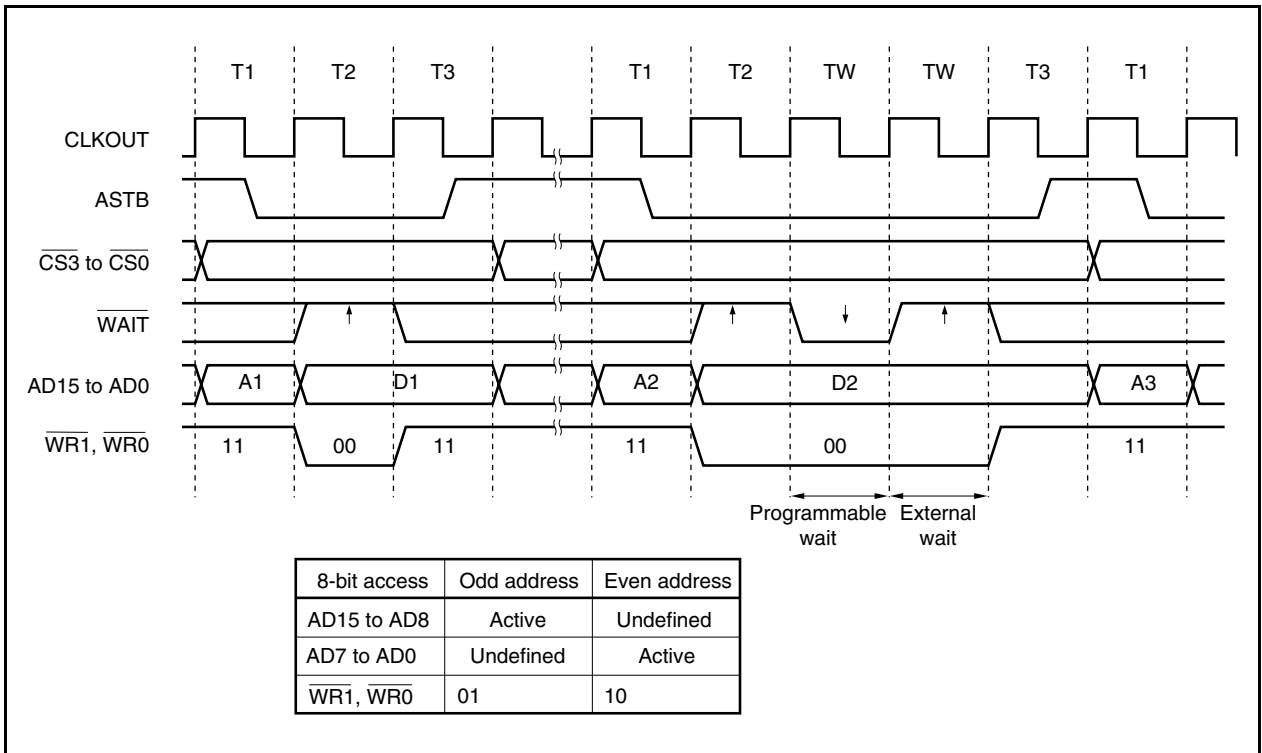 T1 T2 T3 T1 T2 TW TW T3 T1
CLKOUT
ASTB
CS3 to CS0
WAIT
AD15 to AD0 A1 D1 A2 D2 A3
WR1, WR0 11 00 11 11 00 11
Programmable wait
External wait
8-bit access Odd address Even address
AD15 to AD8 Active Undefined
AD7 to AD0 Undefined Active
WR1, WR0 01 10